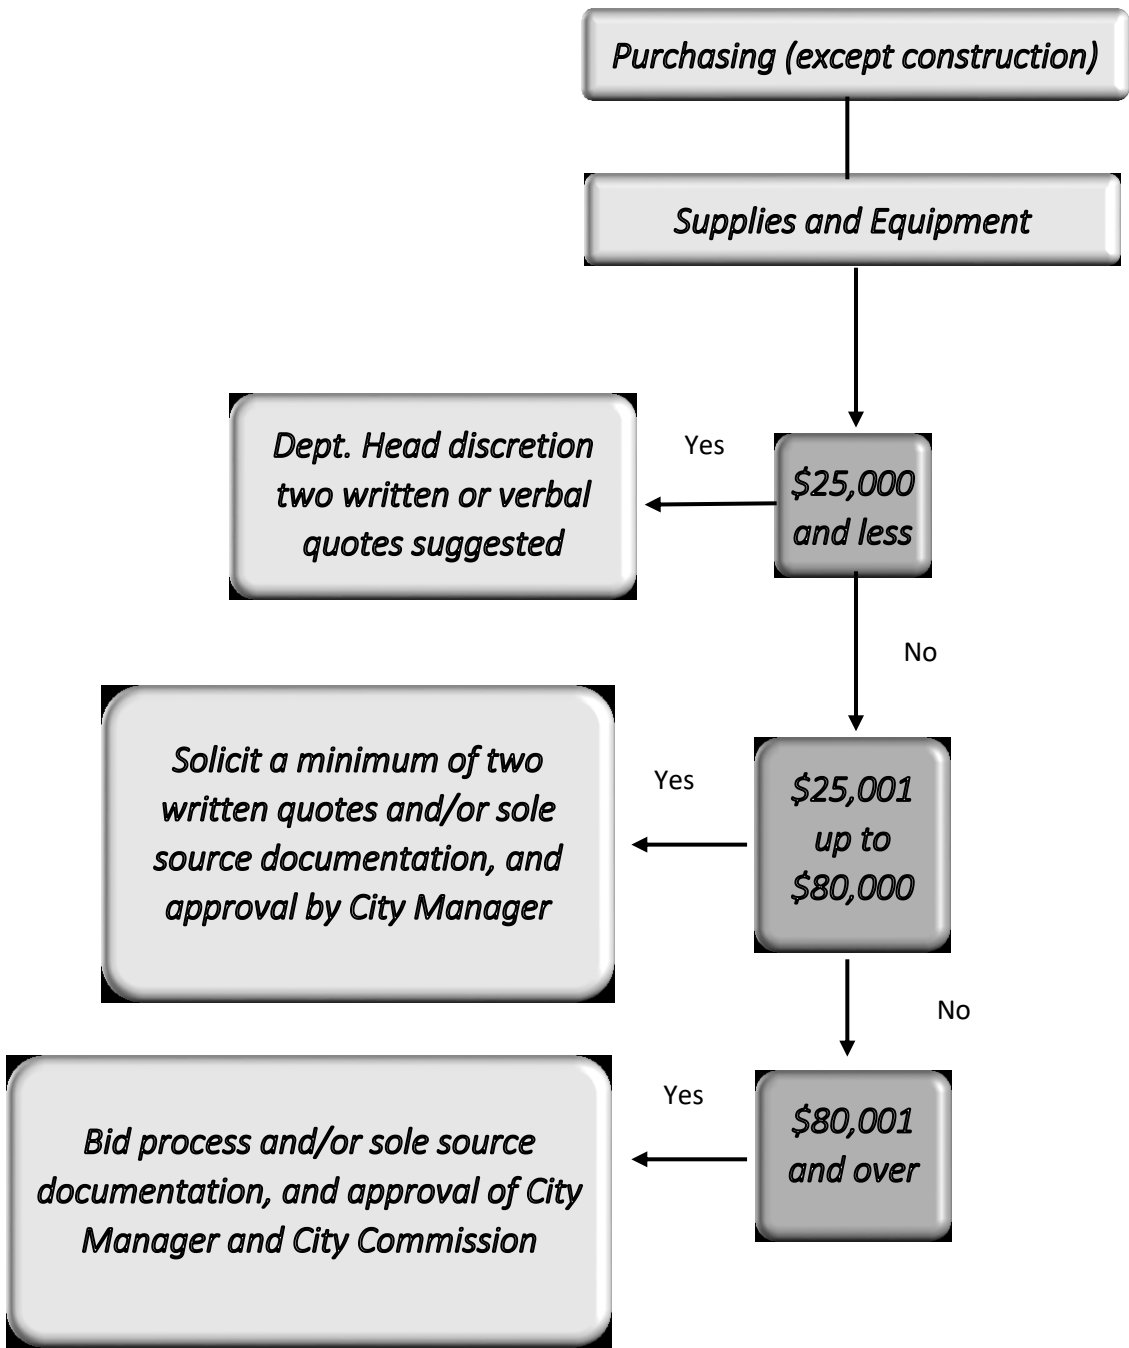 Purchasing (except construction)
Supplies and Equipment
Dept. Head discretion
two written or verbal
quotes suggested
Yes
$25,000
and less
No
Solicit a minimum of two
written quotes and/or sole
source documentation, and
approval by City Manager
Yes
$25,001
up to
$80,000
No
Bid process and/or sole source
documentation, and approval of City
Manager and City Commission
Yes
$80,001
and over